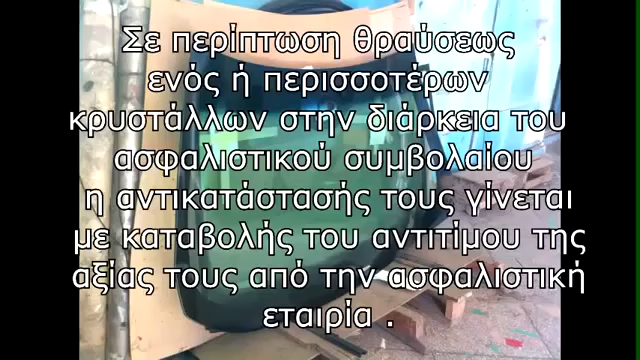 Σε περίπτωση θραύσεως
ενός ή περισσοτέρων
κρυστάλλων στην διάρκεια του
ασφαλιστικού συμβολαίου
η αντικατάστασής τους γίνεται
με καταβολής του αντιτίμου της
αξίας τους από την ασφαλιστική
εταιρία .